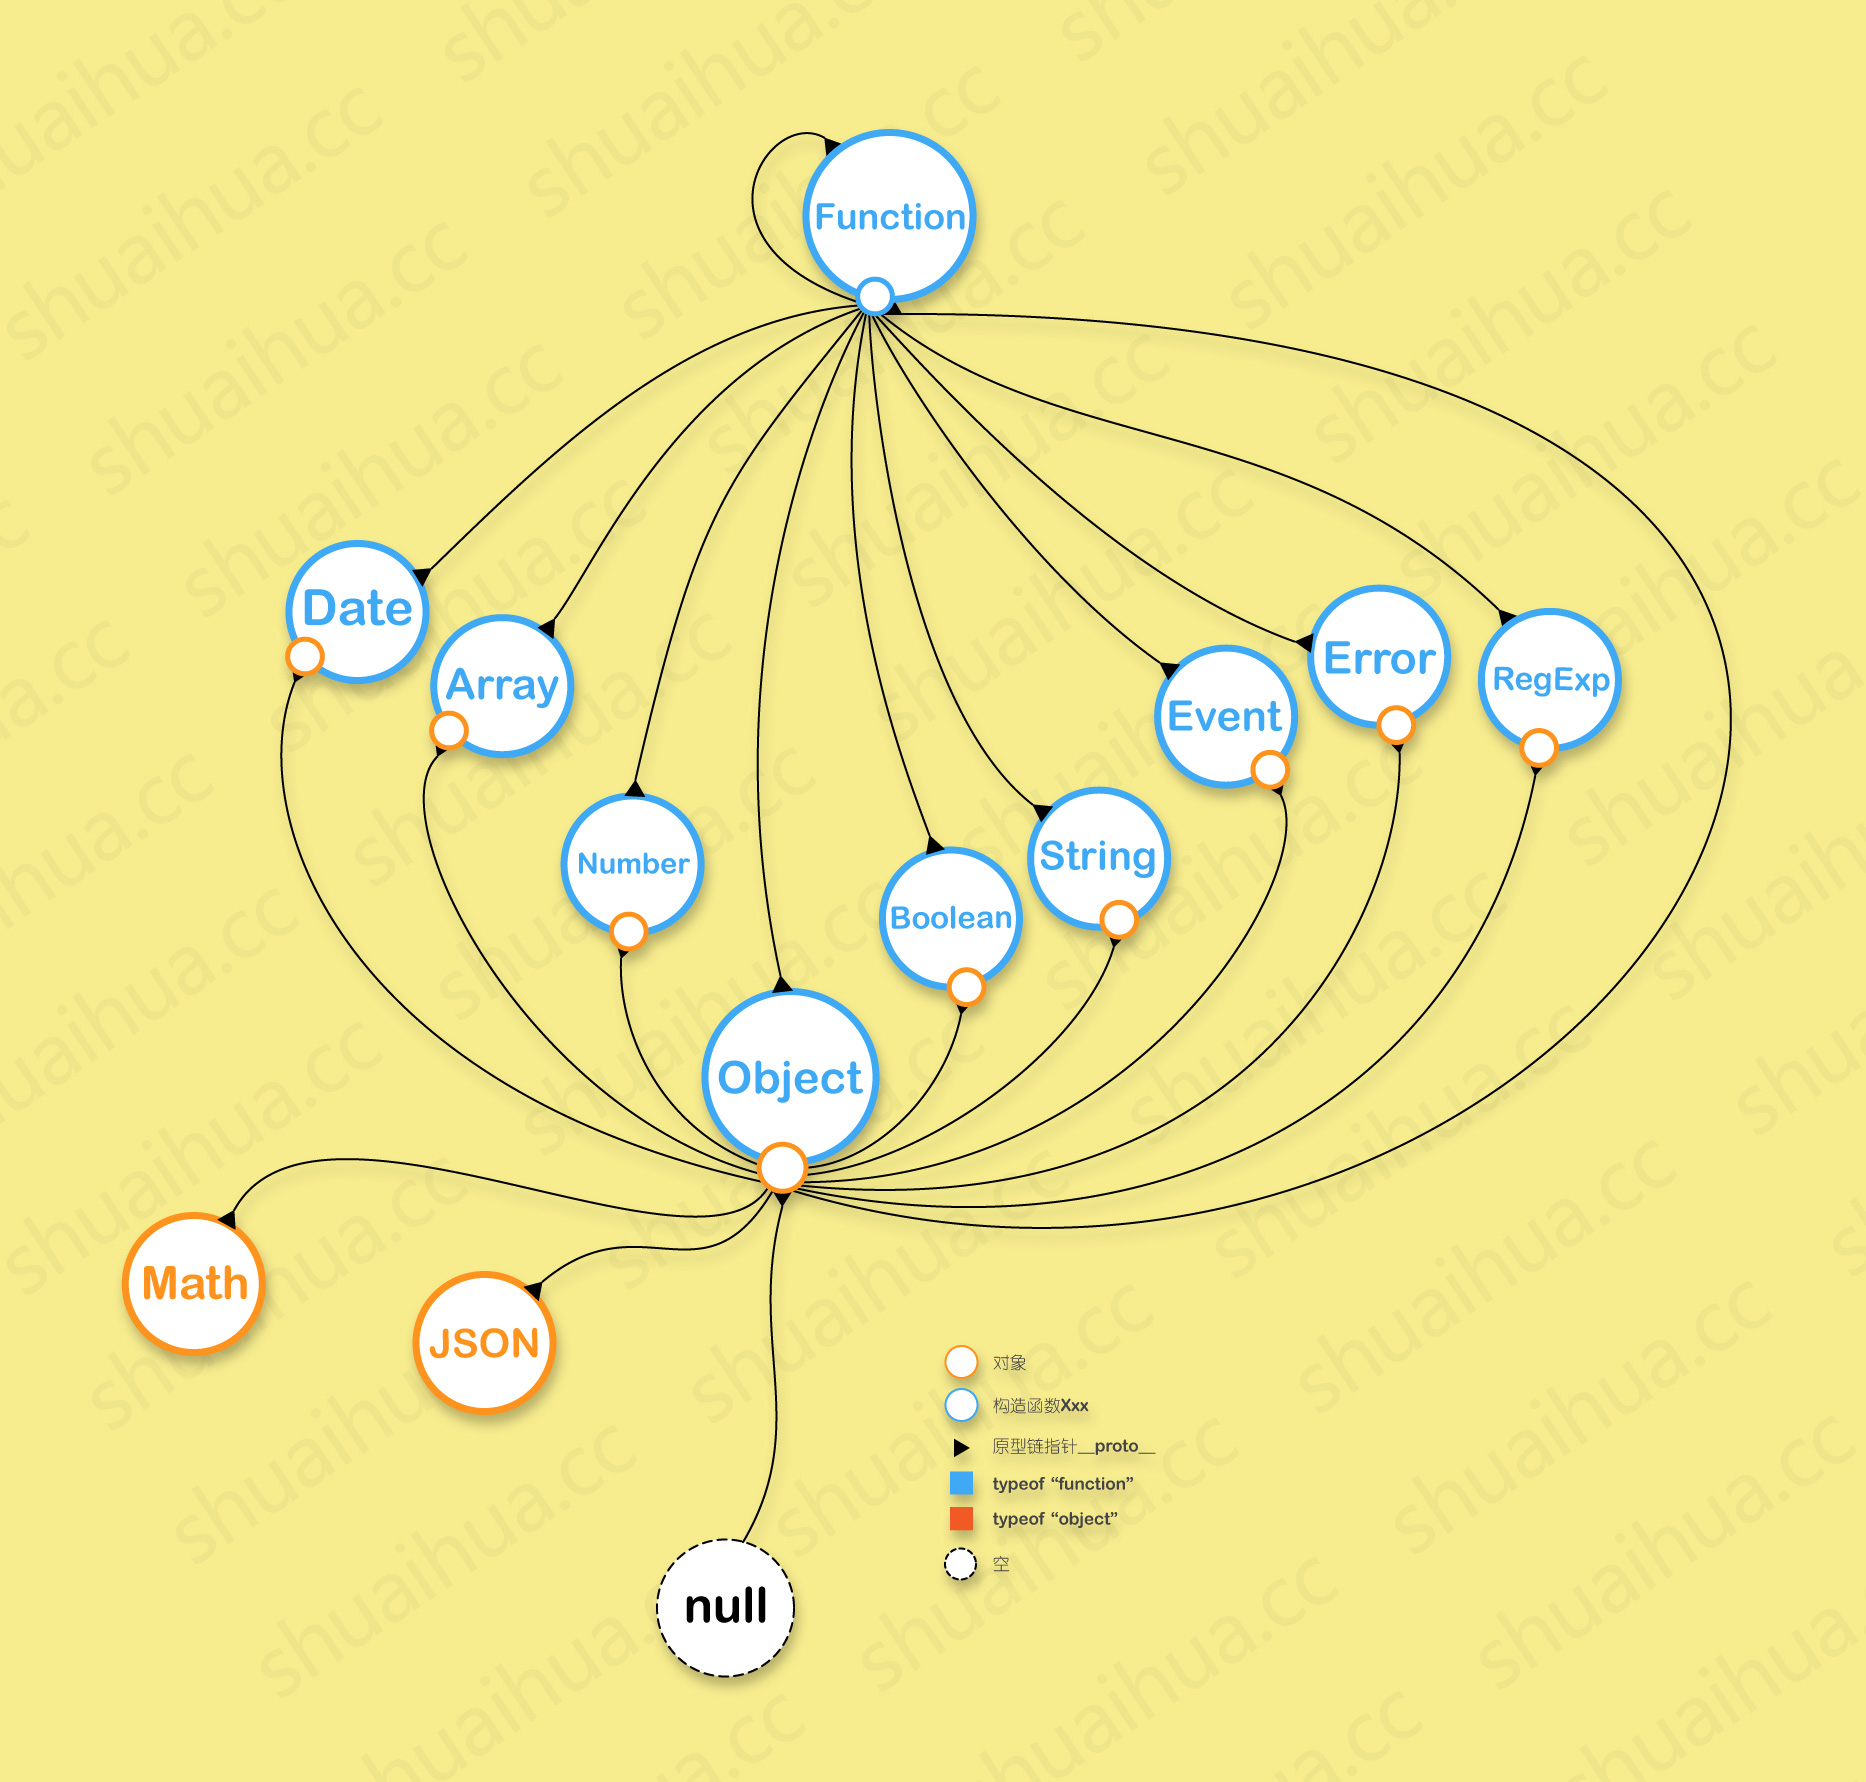 Function
Date
Array
Number
Object
Boolean
String
Event
Error
RegExp
Math
JSON
null
对象
构造函数Xxx
原型链指针__proto__
typeof “function”
typeof “object”
空
shuaihua.cc